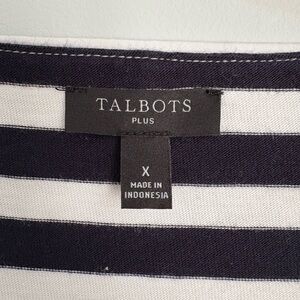 TALBOTS
PLUS
X
MADE IN
INDONESIA